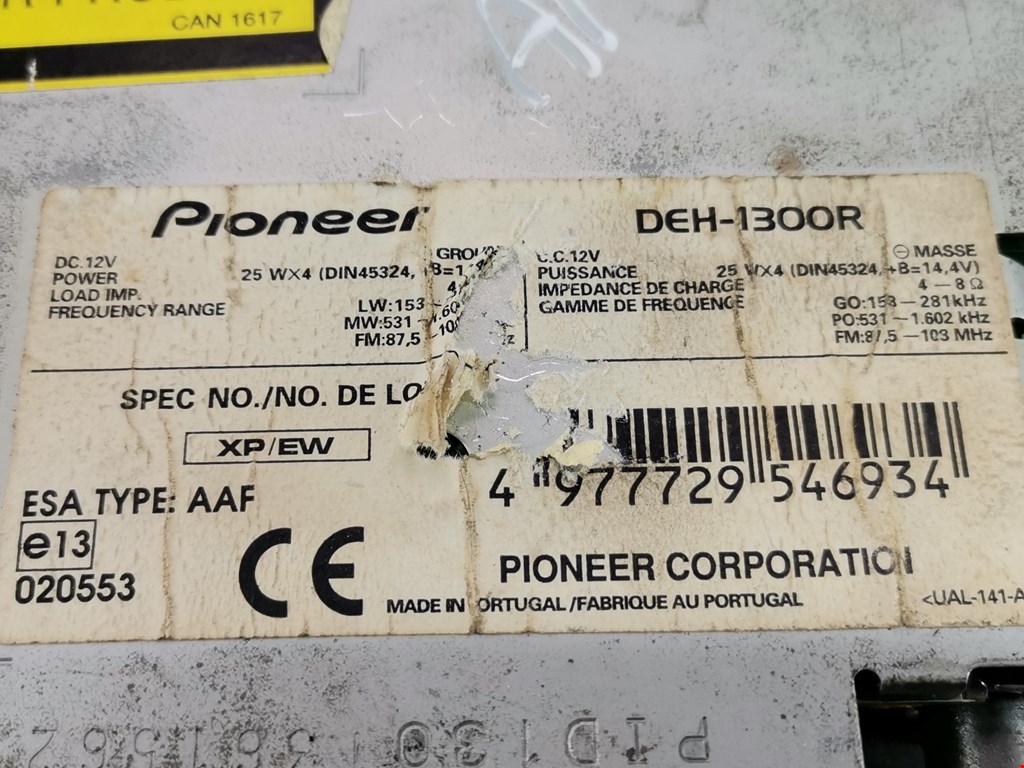 CAN 1617
Pioneer
DEH-1300R
DC.12V
POWER 25 WX4 (DIN45324,
LOAD IMP.
FREQUENCY RANGE LW:153
MW:531
FM:87,5
C.C.12V ⊖ MASSE
PUISSANCE 25 WX4 (DIN45324, +B=14,4V)
IMPEDANCE DE CHARGE 4 – 8 Ω
GAMME DE FREQUENCE GO:153 – 281kHz
PO:531 – 1.602 kHz
FM:87,5 – 103 MHz
SPEC NO./NO. DE
XP/EW
4 977729 546934
ESA TYPE: AAF
e13
020553
CE
PIONEER CORPORATION
MADE IN PORTUGAL/FABRIQUE AU PORTUGAL
<UAL-141-A
PID130